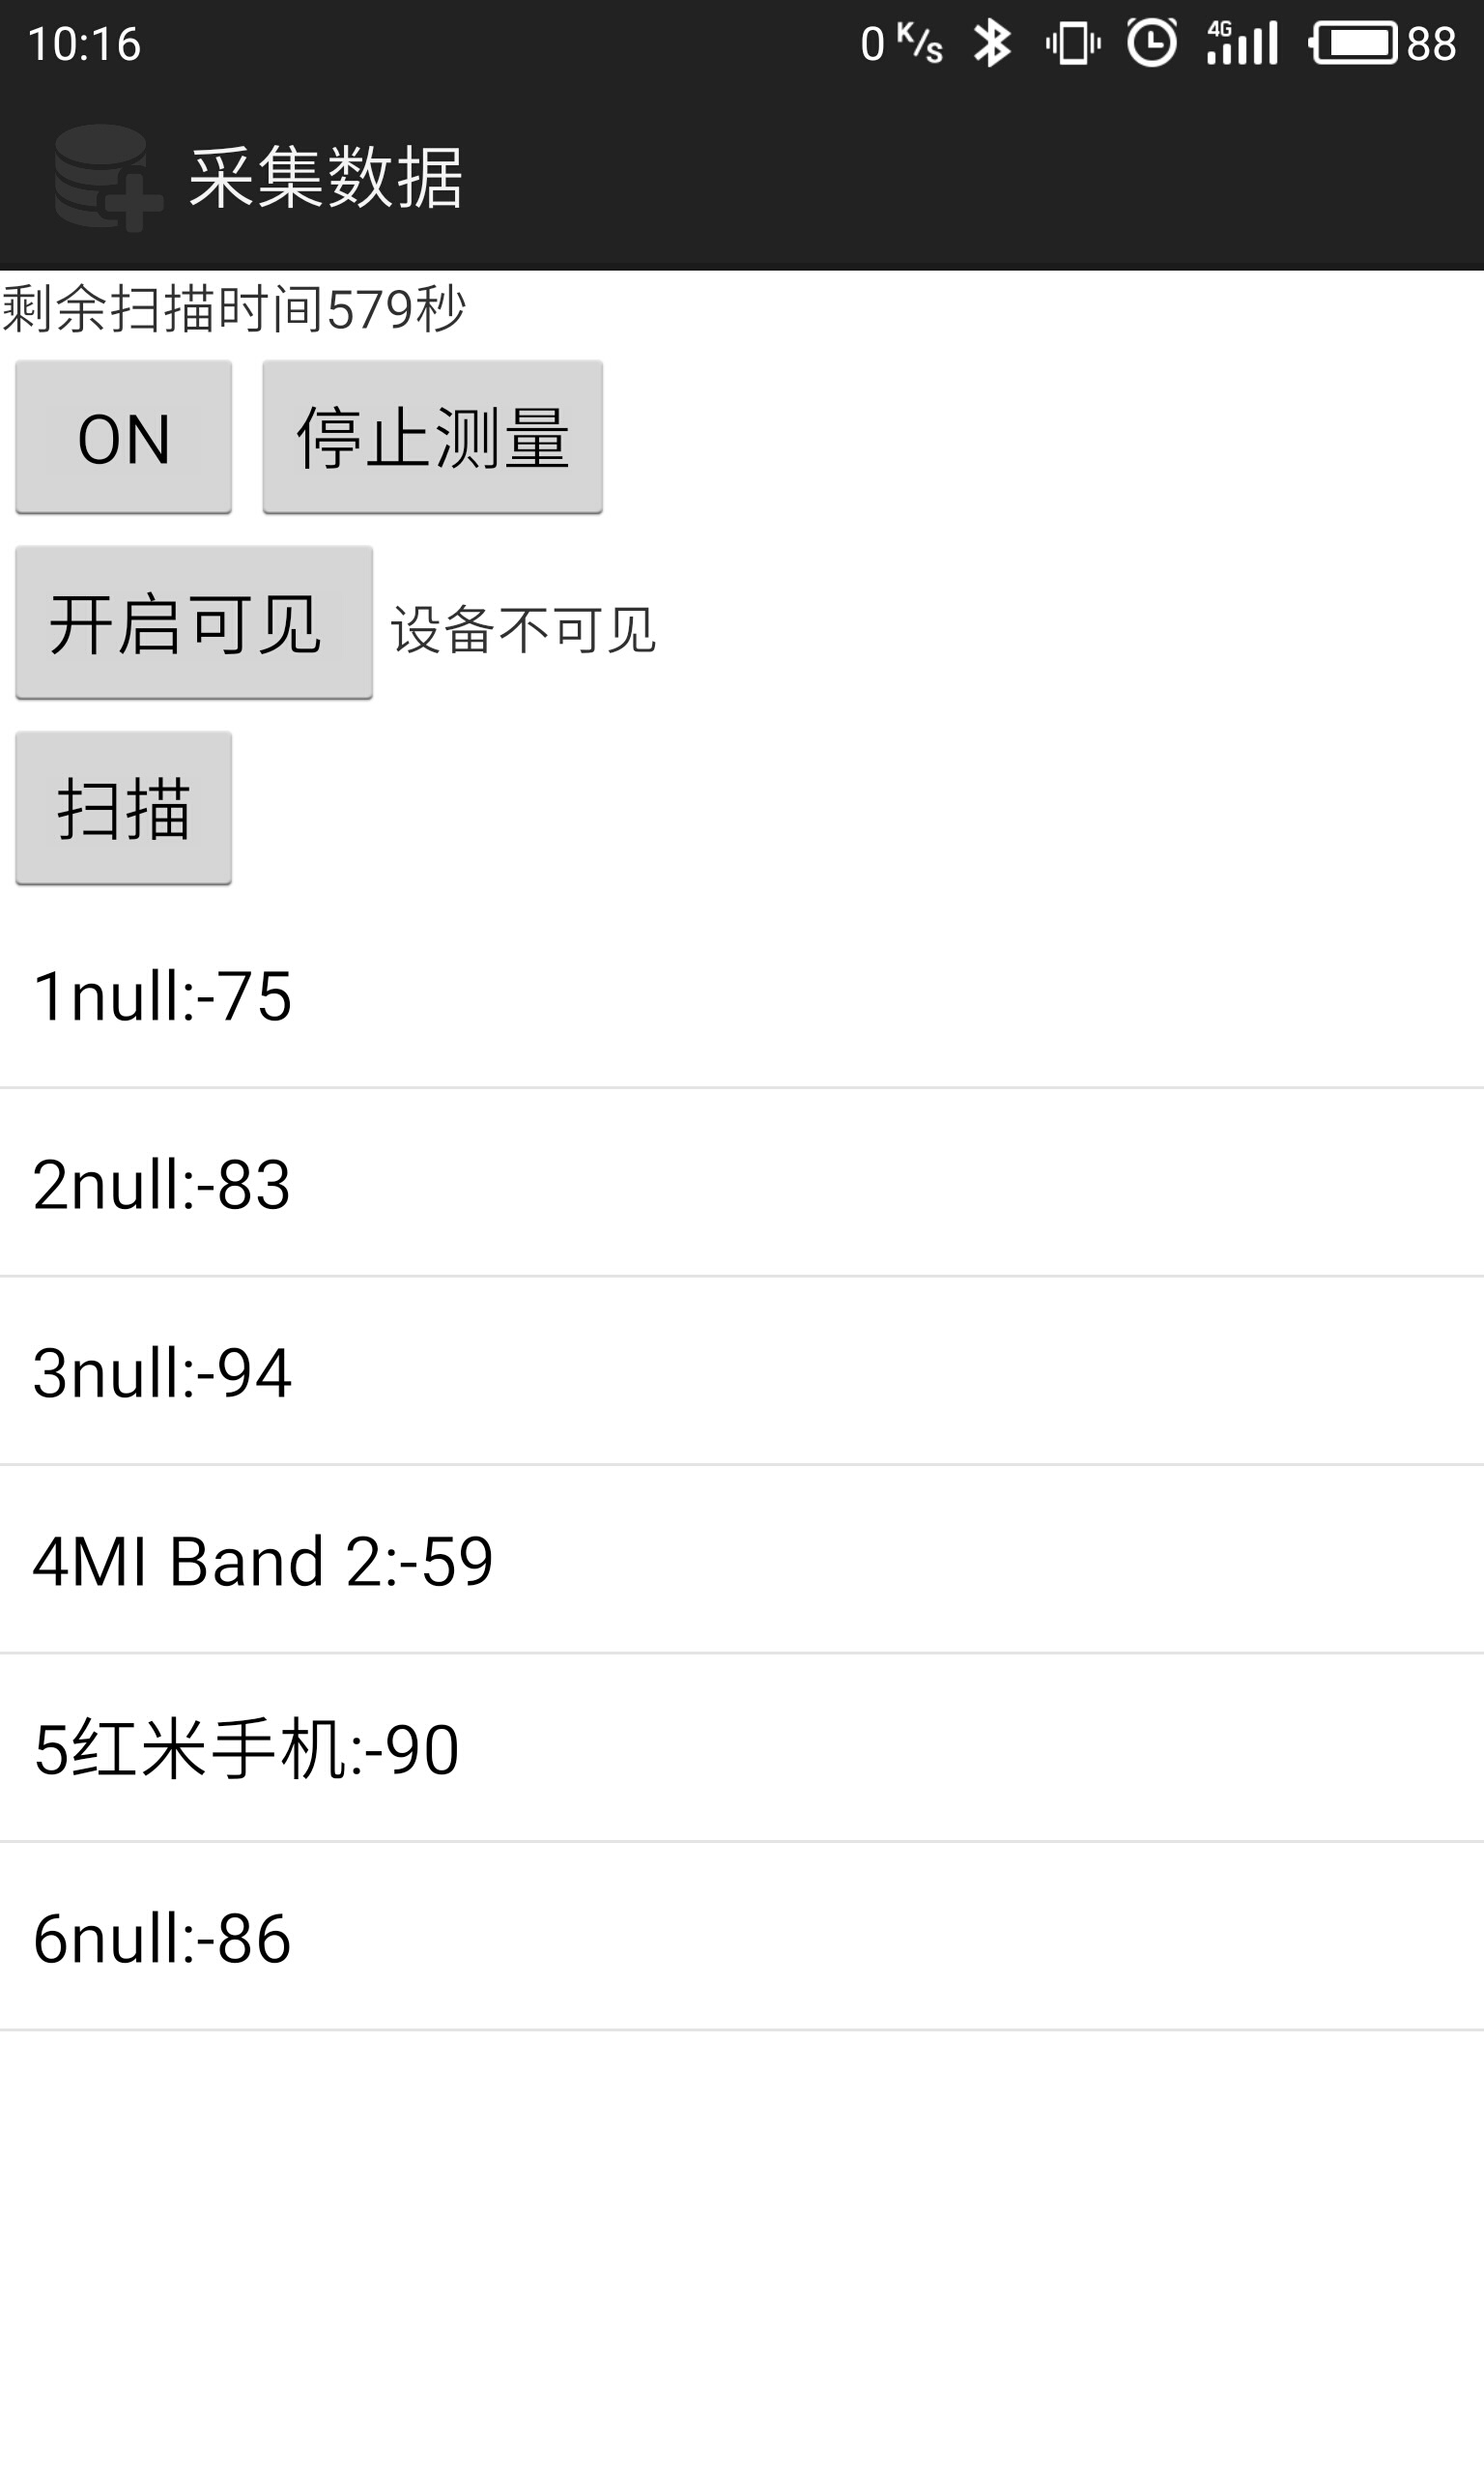 10:16 0 K/s 4G 88
采集数据
剩余扫描时间579秒
ON 停止测量
开启可见 设备不可见
扫描
1null:-75
2null:-83
3null:-94
4MI Band 2:-59
5红米手机:-90
6null:-86